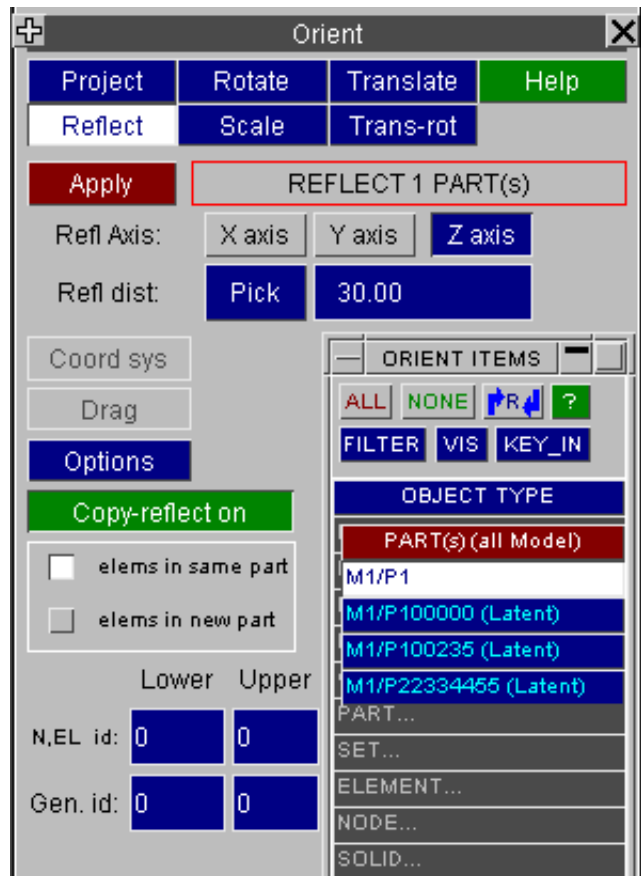 Orient
Project Rotate Translate Help
Reflect Scale Trans-rot
Apply REFLECT 1 PART(s)
Refl Axis: X axis Y axis Z axis
Refl dist: Pick 30.00
Coord sys
Drag
Options
Copy-reflect on
elems in same part
elems in new part
Lower Upper
N,EL id: 0 0
Gen. id: 0 0
ORIENT ITEMS
ALL NONE R ?
FILTER VIS KEY_IN
OBJECT TYPE
PART(s) (all Model)
M1/P1
M1/P100000 (Latent)
M1/P100235 (Latent)
M1/P22334455 (Latent)
PART...
SET...
ELEMENT...
NODE...
SOLID...